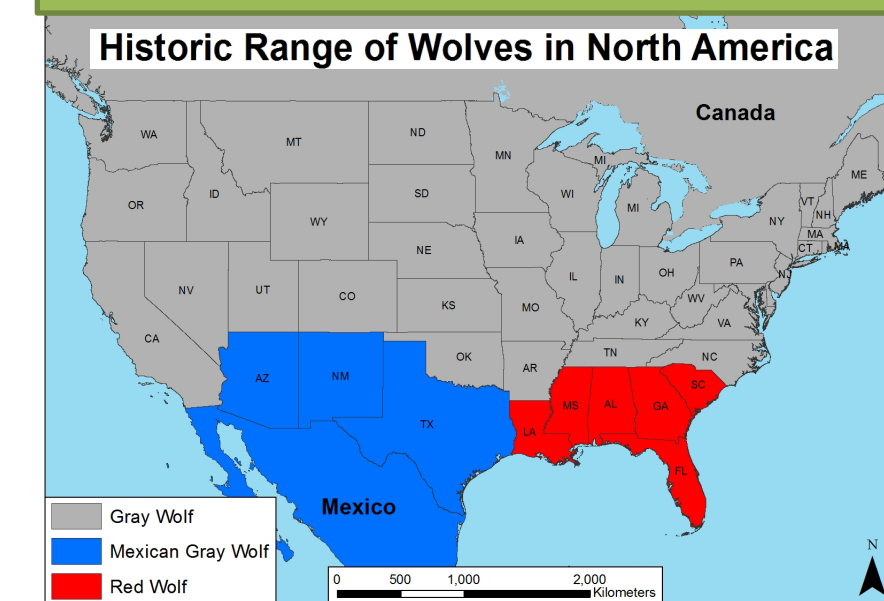 Historic Range of Wolves in North America
Canada
WA
MT
ND
MN
MI
ME
OR
ID
SD
WI
MI
VT
NH
NY
WY
MA
IA
CT
MA
NE
PA
NJ
NV
UT
CO
IL
IN
OH
WV
KS
MO
KY
VA
CA
OK
TN
NC
AZ
NM
AR
SC
MS
AL
GA
TX
LA
FL
Mexico
Gray Wolf
Mexican Gray Wolf
Red Wolf
0 500 1,000 2,000
Kilometers
N